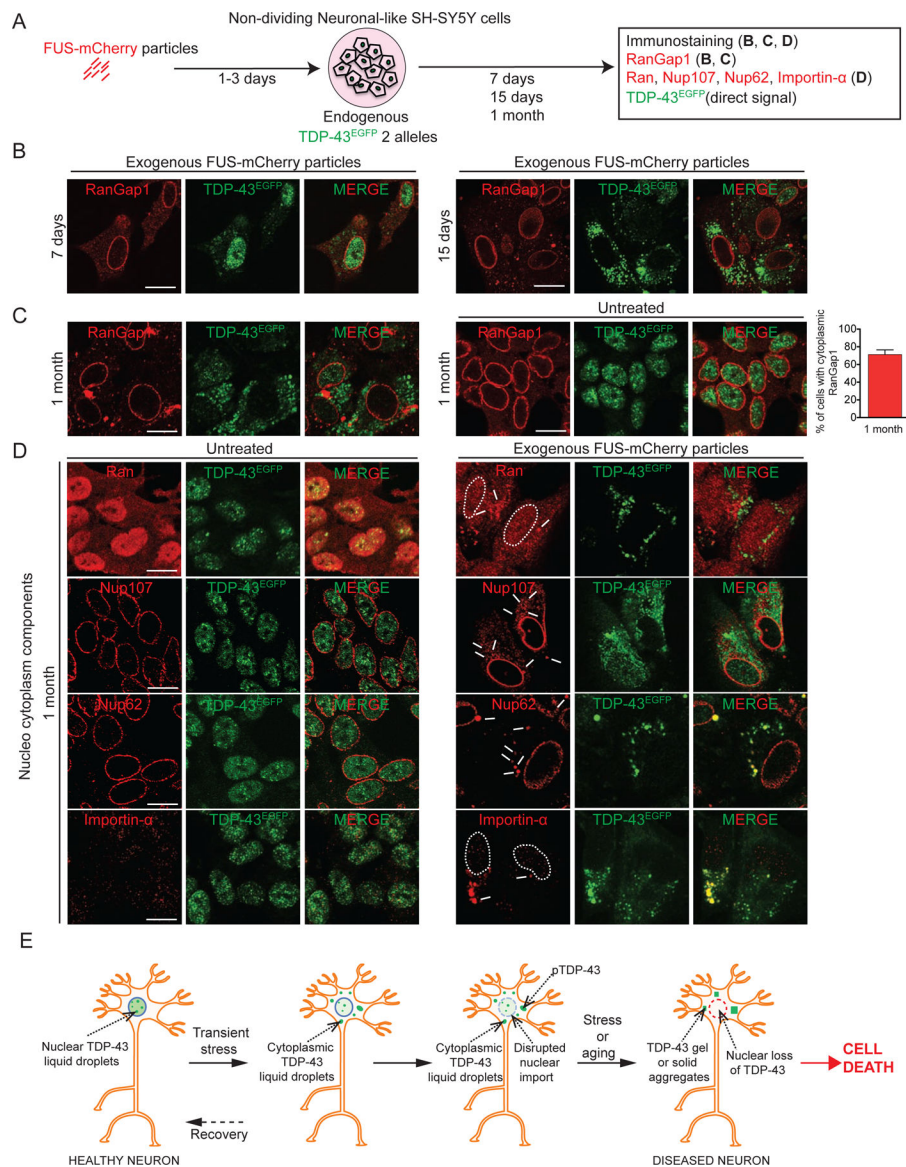 A
Non-dividing Neuronal-like SH-SY5Y cells
FUS-mCherry particles
1-3 days
Endogenous
TDP-43EGFP 2 alleles
7 days
15 days
1 month
Immunostaining (B, C, D)
RanGap1 (B, C)
Ran, Nup107, Nup62, Importin-α (D)
TDP-43EGFP(direct signal)
B
Exogenous FUS-mCherry particles
Exogenous FUS-mCherry particles
7 days
RanGap1
TDP-43EGFP
MERGE
15 days
RanGap1
TDP-43EGFP
MERGE
C
Untreated
1 month
RanGap1
TDP-43EGFP
MERGE
1 month
RanGap1
TDP-43EGFP
MERGE
% of cells with cytoplasmic
RanGap1
100
80
60
40
20
0
1 month
D
Untreated
Exogenous FUS-mCherry particles
Nucleo cytoplasm components
1 month
Ran
TDP-43EGFP
MERGE
Ran
TDP-43EGFP
MERGE
Nup107
TDP-43EGFP
MERGE
Nup107
TDP-43EGFP
MERGE
Nup62
TDP-43EGFP
MERGE
Nup62
TDP-43EGFP
MERGE
Importin-α
TDP-43EGFP
MERGE
Importin-α
TDP-43EGFP
MERGE
E
Nuclear TDP-43
liquid droplets
HEALTHY NEURON
Transient
stress
Recovery
Cytoplasmic
TDP-43
liquid droplets
pTDP-43
Cytoplasmic
TDP-43
liquid droplets
Disrupted
nuclear
import
Stress
or
aging
TDP-43 gel
or solid
aggregates
Nuclear loss
of TDP-43
DISEASED NEURON
CELL
DEATH